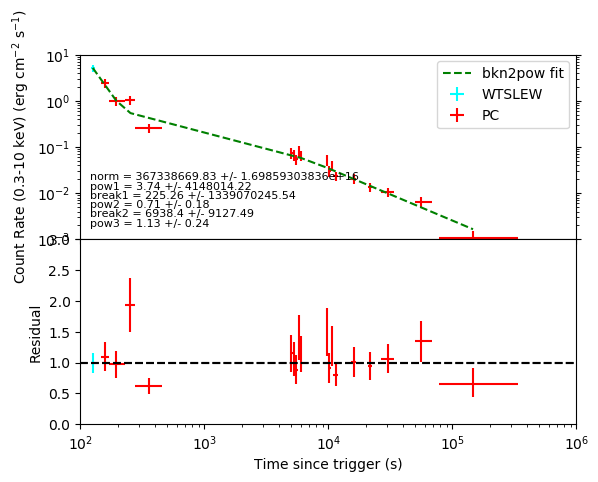 Count Rate (0.3-10 keV) (erg cm⁻² s⁻¹)
10¹
10⁰
10⁻¹
10⁻²
10⁻³
bkn2pow fit
WTSLEW
PC
norm = 367338669.83 +/- 1.69859303836e+16
pow1 = 3.74 +/- 4148014.22
break1 = 225.26 +/- 1339070245.54
pow2 = 0.71 +/- 0.18
break2 = 6938.4 +/- 9127.49
pow3 = 1.13 +/- 0.24
Residual
3.0
2.5
2.0
1.5
1.0
0.5
0.0
10² 10³ 10⁴ 10⁵ 10⁶
Time since trigger (s)